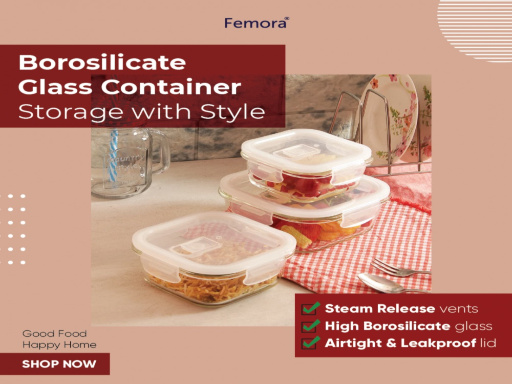 Femora®
Borosilicate
Glass Container
Storage with Style
Steam Release vents
High Borosilicate glass
Airtight & Leakproof lid
Good Food
Happy Home
SHOP NOW